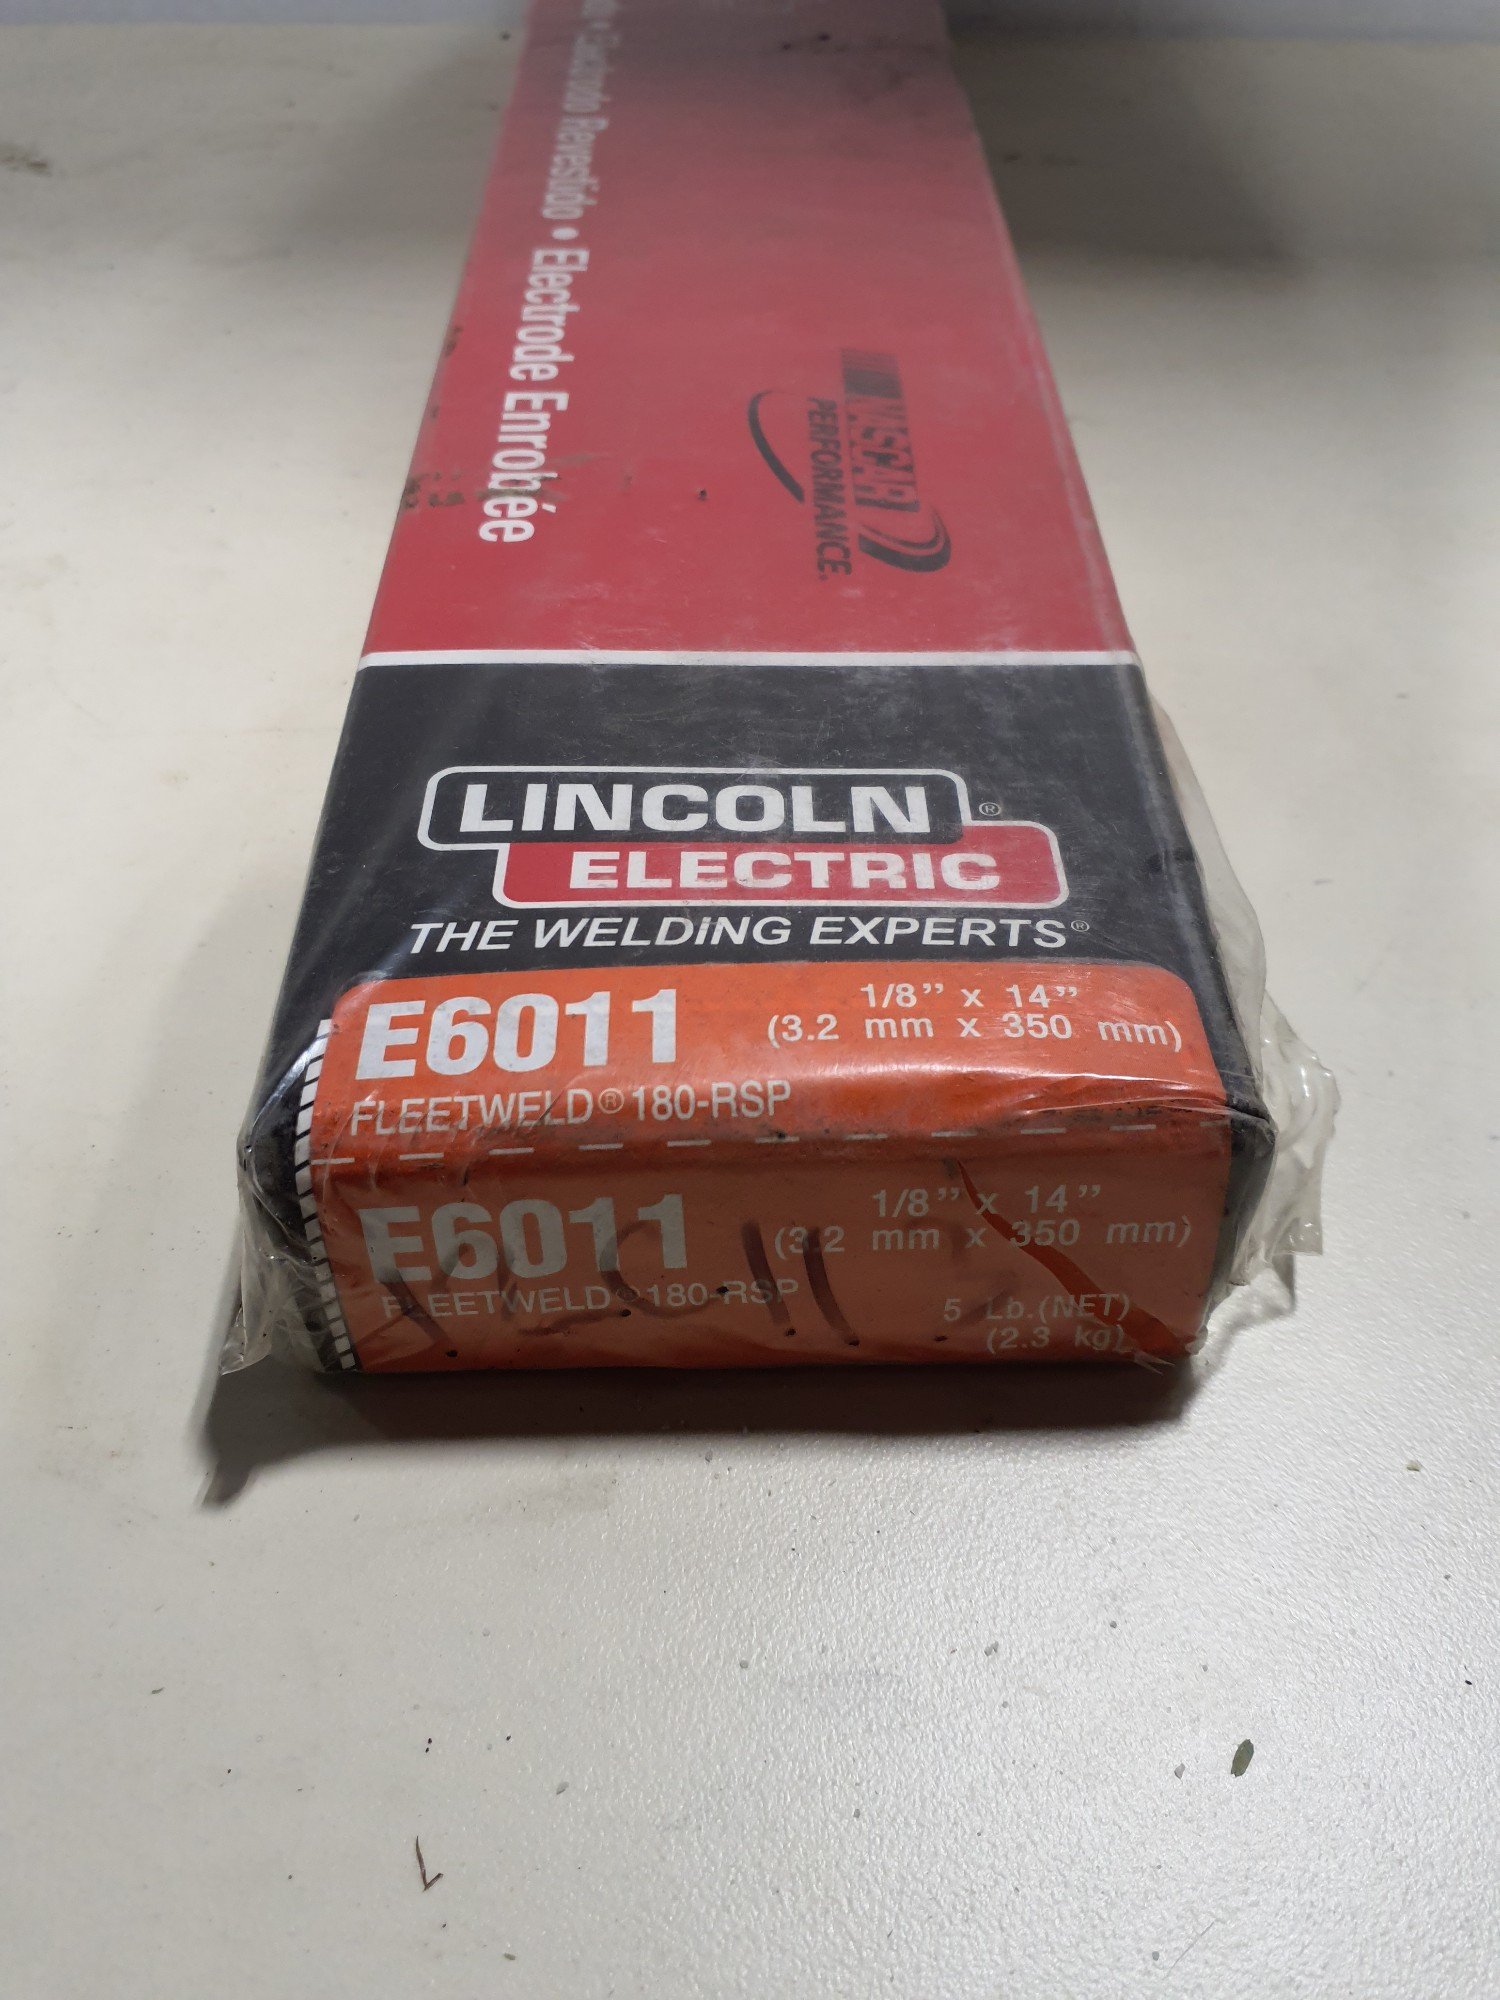 Electrodo Revestido • Electrode Enrobée
NASCAR
PERFORMANCE®
LINCOLN®
ELECTRIC
THE WELDING EXPERTS®
E6011
1/8" x 14"
(3.2 mm x 350 mm)
FLEETWELD® 180-RSP
E6011
1/8" x 14"
(3.2 mm x 350 mm)
FLEETWELD® 180-RSP
5 Lb.(NET)
(2.3 kg)